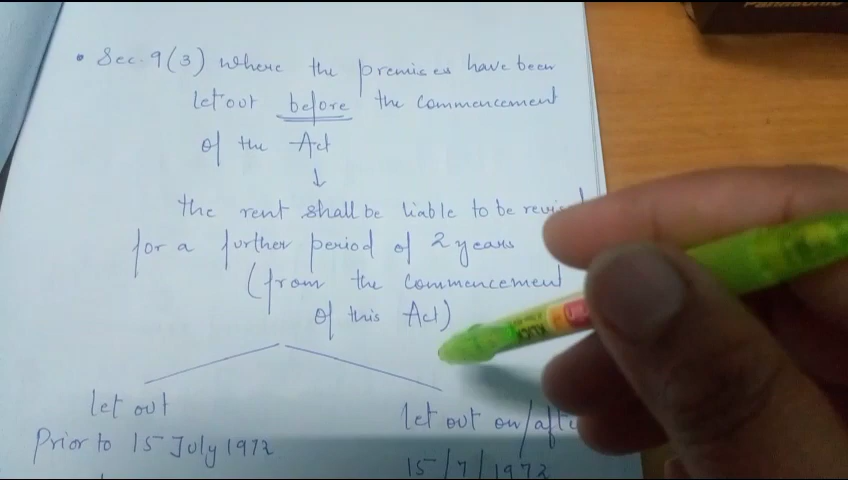 • Sec. 9(3) where the premises have been
let out before the commencement
of the Act
↓
the rent shall be liable to be
for a further period of 2 years
(from the commencement
of this Act)
let out
Prior to 15 July 1972
let out on/
15/7/1972
Panasonic